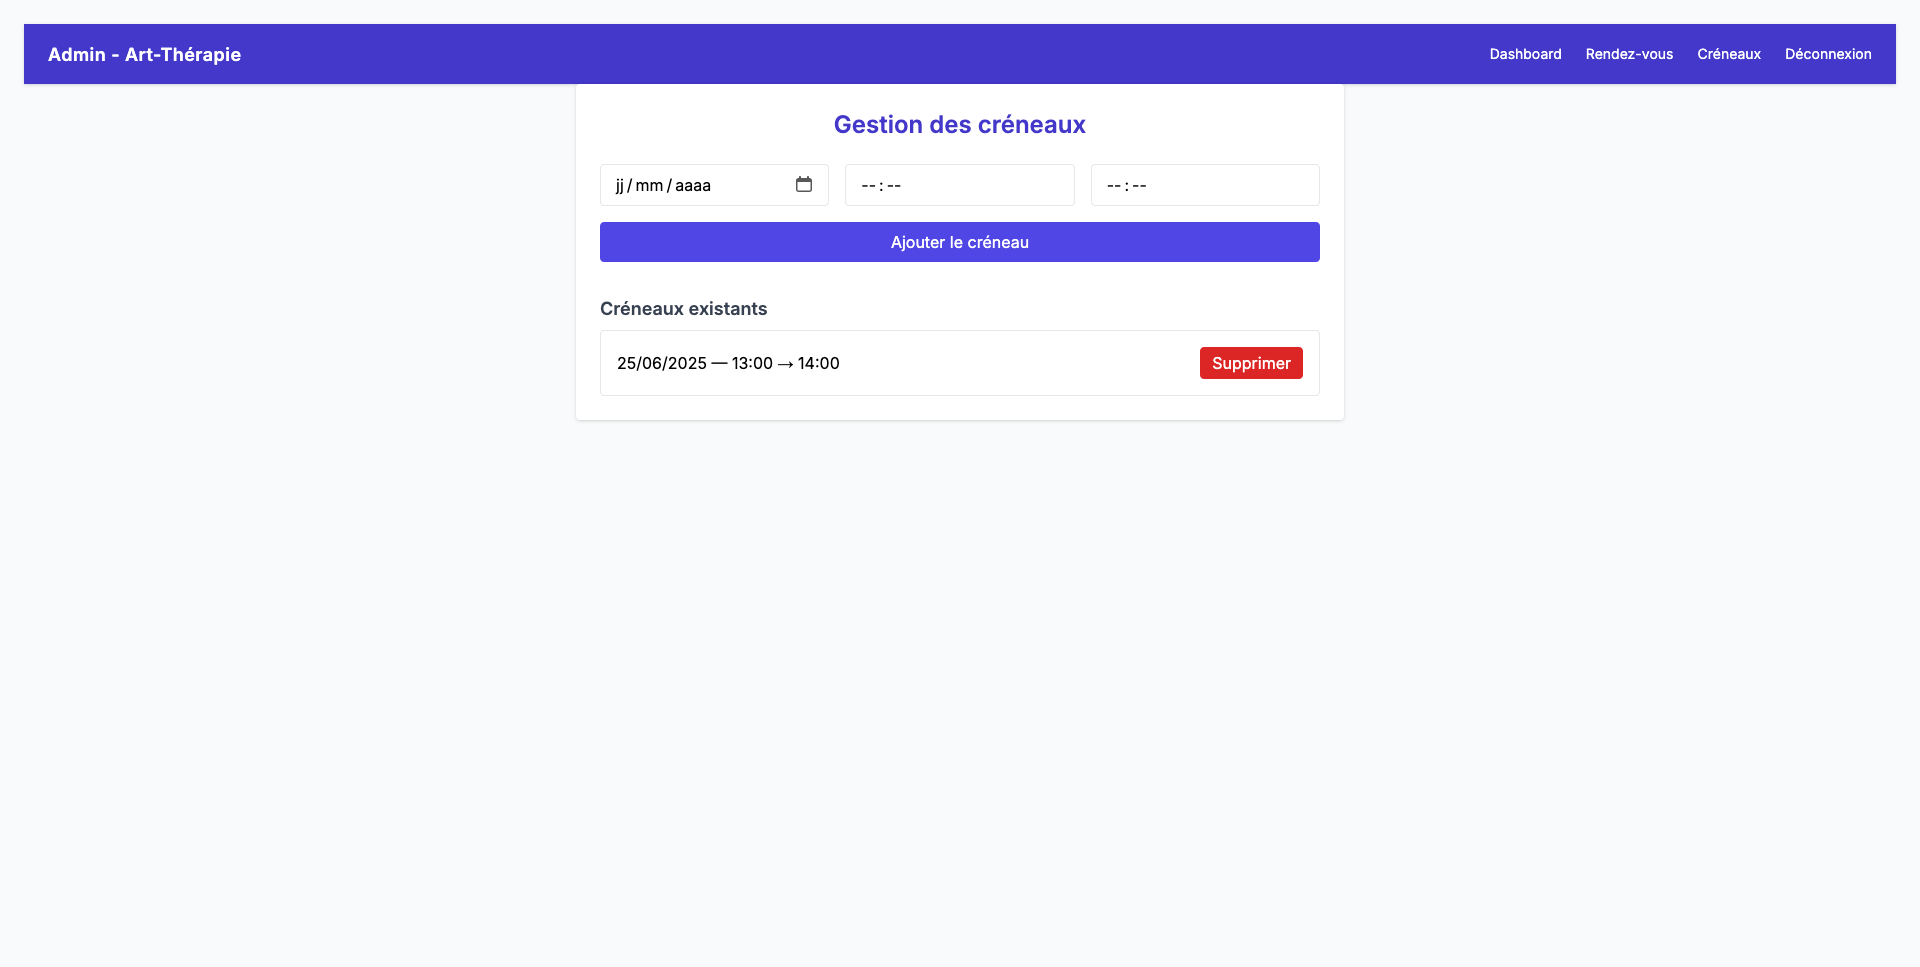 Admin - Art-Thérapie
Dashboard Rendez-vous Créneaux Déconnexion
Gestion des créneaux
jj/mm/aaaa --:-- --:--
Ajouter le créneau
Créneaux existants
25/06/2025 — 13:00 → 14:00 Supprimer